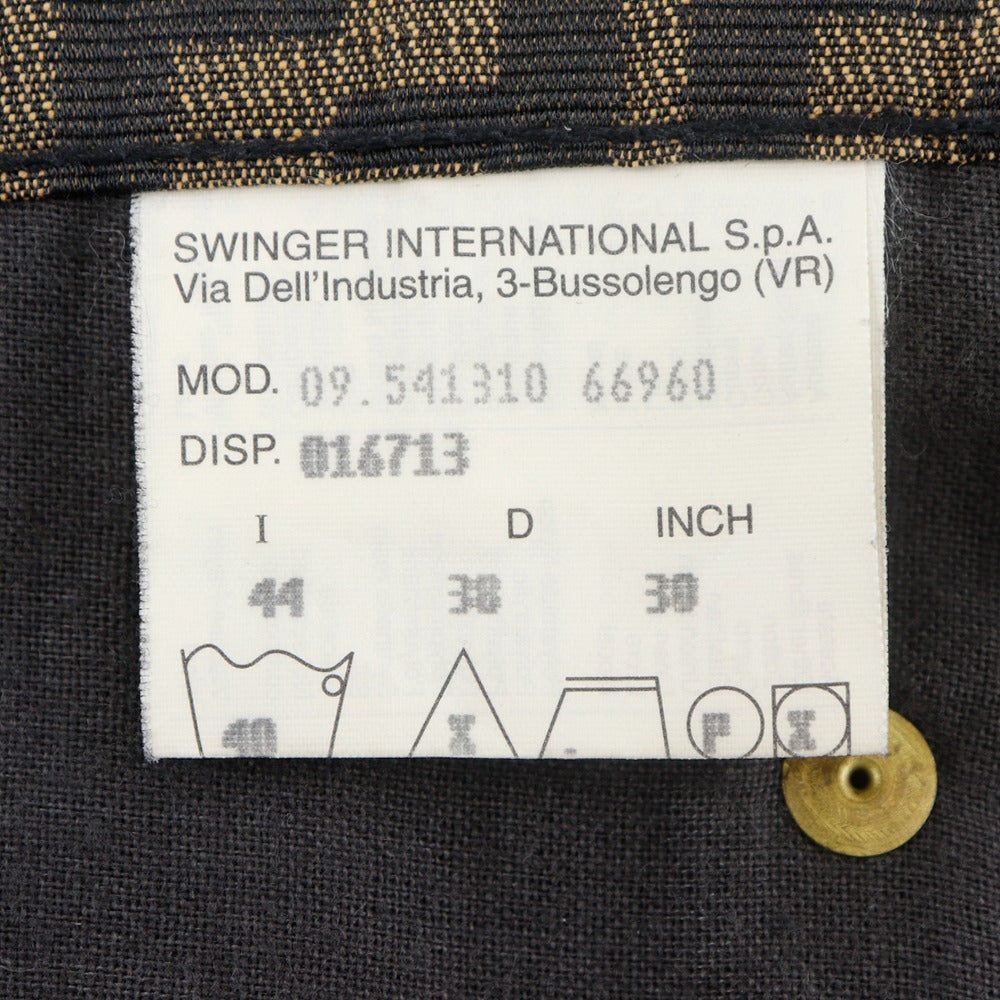 SWINGER INTERNATIONAL S.p.A.
Via Dell'Industria, 3-Bussolengo (VR)
MOD. 09.541310 66960
DISP. 016713
I D INCH
44 38 30
40 X P X